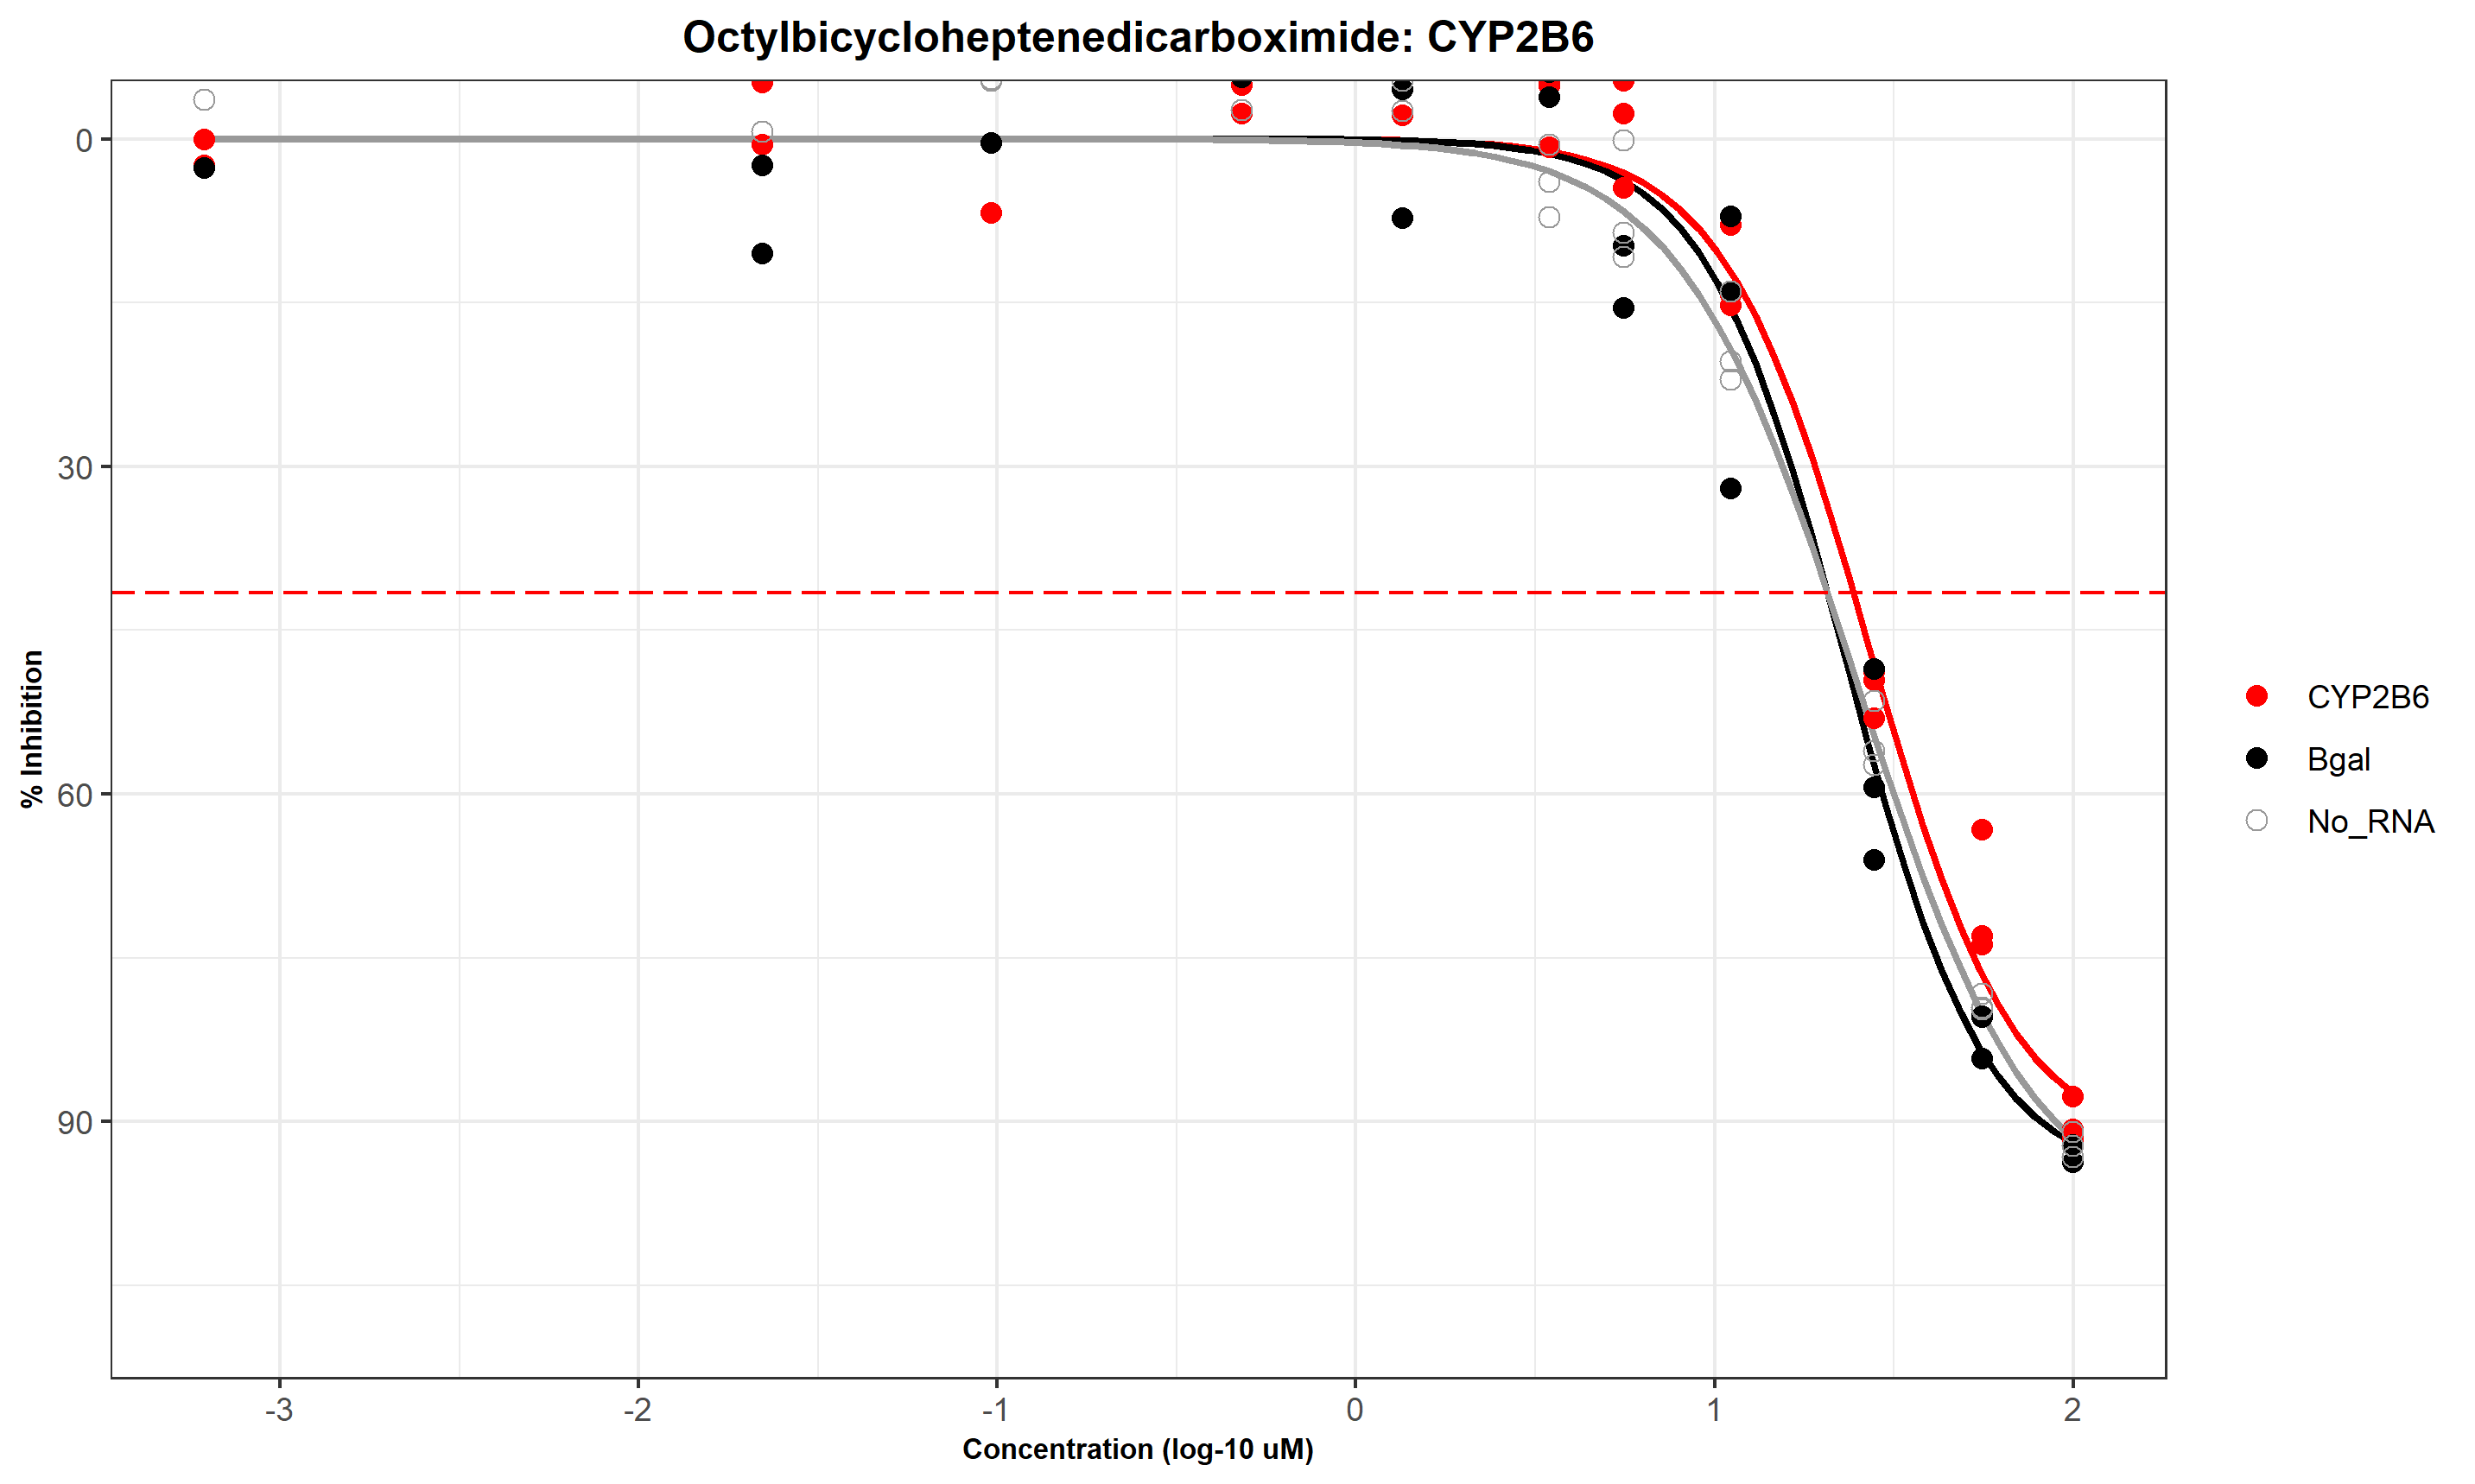 Octylbicycloheptenedicarboximide: CYP2B6
0
30
60
90
% Inhibition
-3
-2
-1
0
1
2
Concentration (log-10 uM)
CYP2B6
Bgal
No_RNA